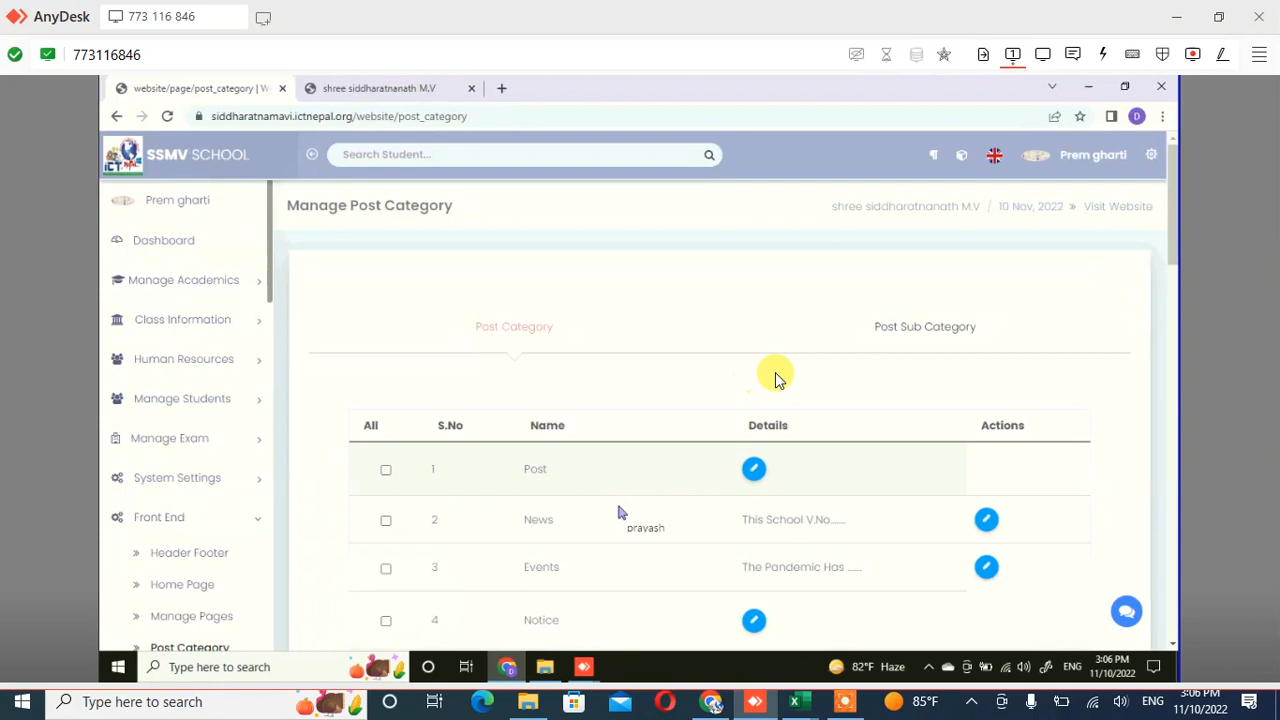 AnyDesk 773 116 846
773116846
website/page/post_category | W shree siddharatnanath M.V
siddharatnamavi.ictnepal.org/website/post_category
SSMV SCHOOL Search Student... Prem gharti
Prem gharti
Manage Post Category shree siddharatnanath M.V / 10 Nov, 2022 » Visit Website
Dashboard
Manage Academics
Class Information
Human Resources
Manage Students
Manage Exam
System Settings
Front End
Header Footer
Home Page
Manage Pages
Post Category
Post Category Post Sub Category
All S.No Name Details Actions
1 Post
2 News This School V.No......
prayash
3 Events The Pandemic Has ......
4 Notice
Type here to search 82°F Haze ENG 3:06 PM
11/10/2022
Type here to search 85°F ENG 3:06 PM
11/10/2022